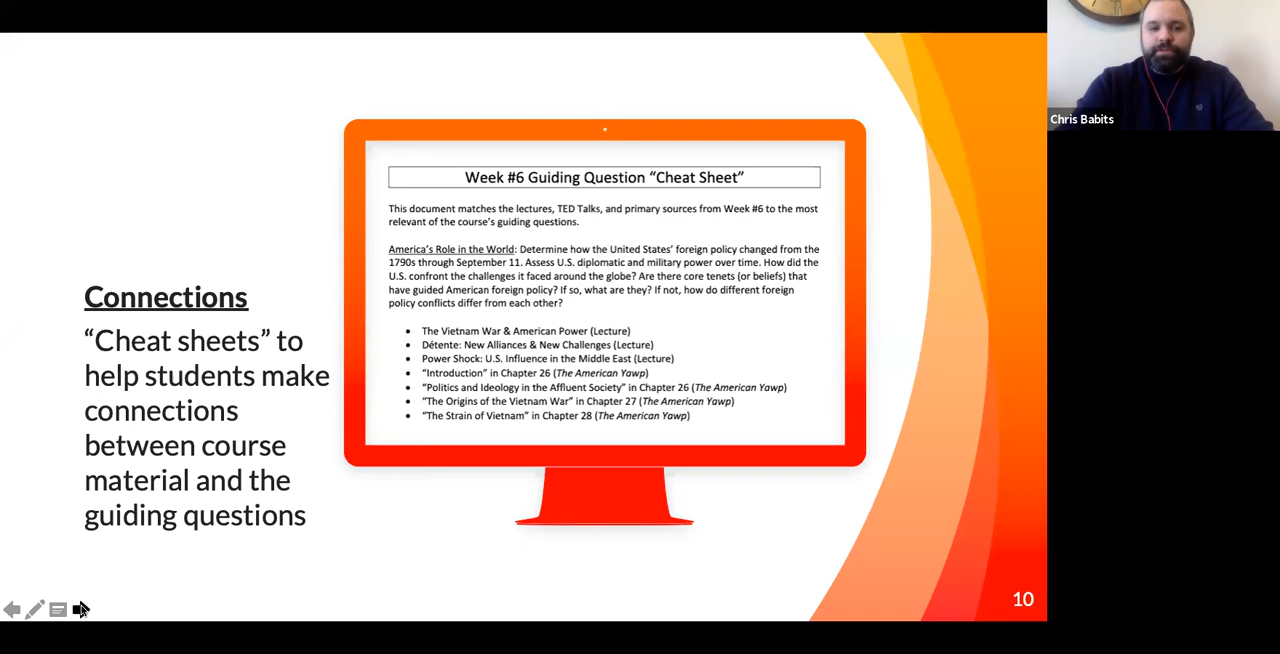 Connections
“Cheat sheets” to
help students make
connections
between course
material and the
guiding questions
Week #6 Guiding Question “Cheat Sheet”
This document matches the lectures, TED Talks, and primary sources from Week #6 to the most
relevant of the course’s guiding questions.
America’s Role in the World: Determine how the United States’ foreign policy changed from the
1790s through September 11. Assess U.S. diplomatic and military power over time. How did the
U.S. confront the challenges it faced around the globe? Are there core tenets (or beliefs) that
have guided American foreign policy? If so, what are they? If not, how do different foreign
policy conflicts differ from each other?
• The Vietnam War & American Power (Lecture)
• Détente: New Alliances & New Challenges (Lecture)
• Power Shock: U.S. Influence in the Middle East (Lecture)
• “Introduction” in Chapter 26 (The American Yawp)
• “Politics and Ideology in the Affluent Society” in Chapter 26 (The American Yawp)
• “The Origins of the Vietnam War” in Chapter 27 (The American Yawp)
• “The Strain of Vietnam” in Chapter 28 (The American Yawp)
10
Chris Babits